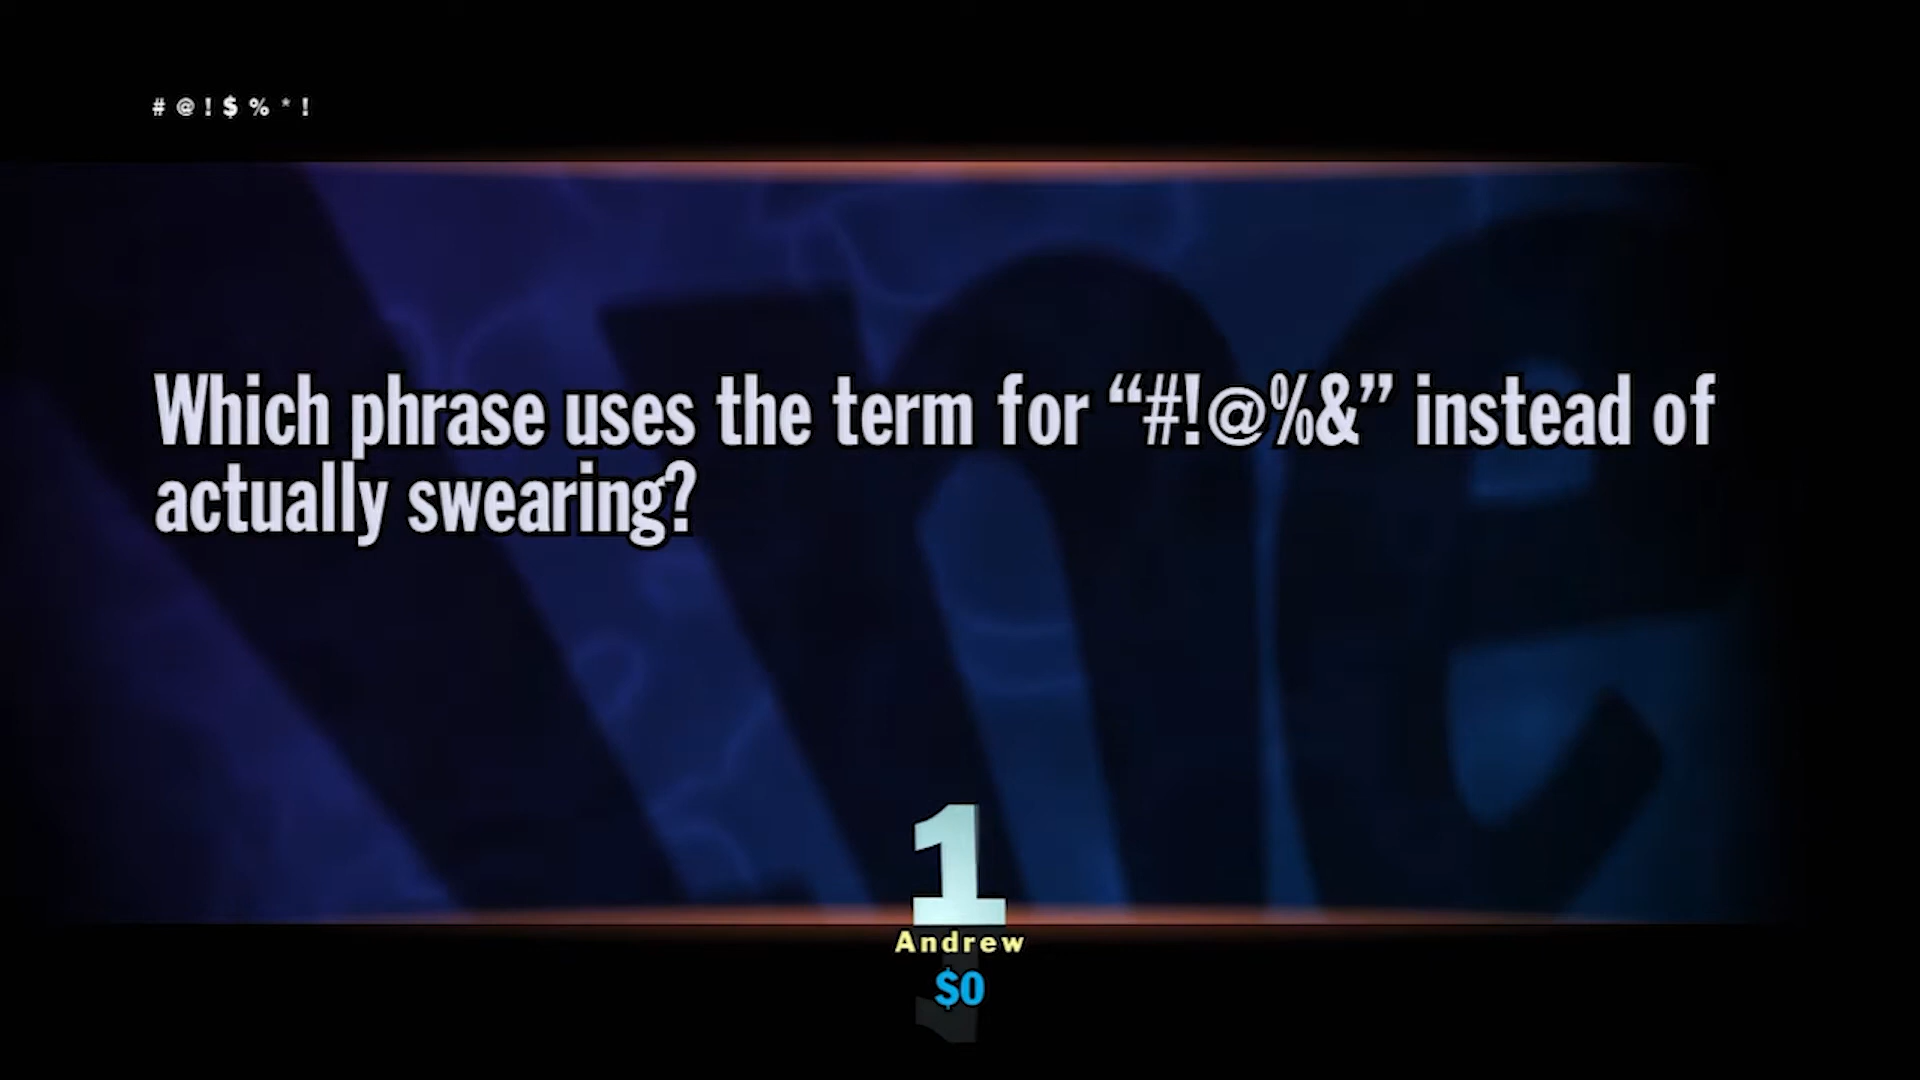 #@!$%*!
Which phrase uses the term for “#!@%&” instead of
actually swearing?
1
Andrew
$0